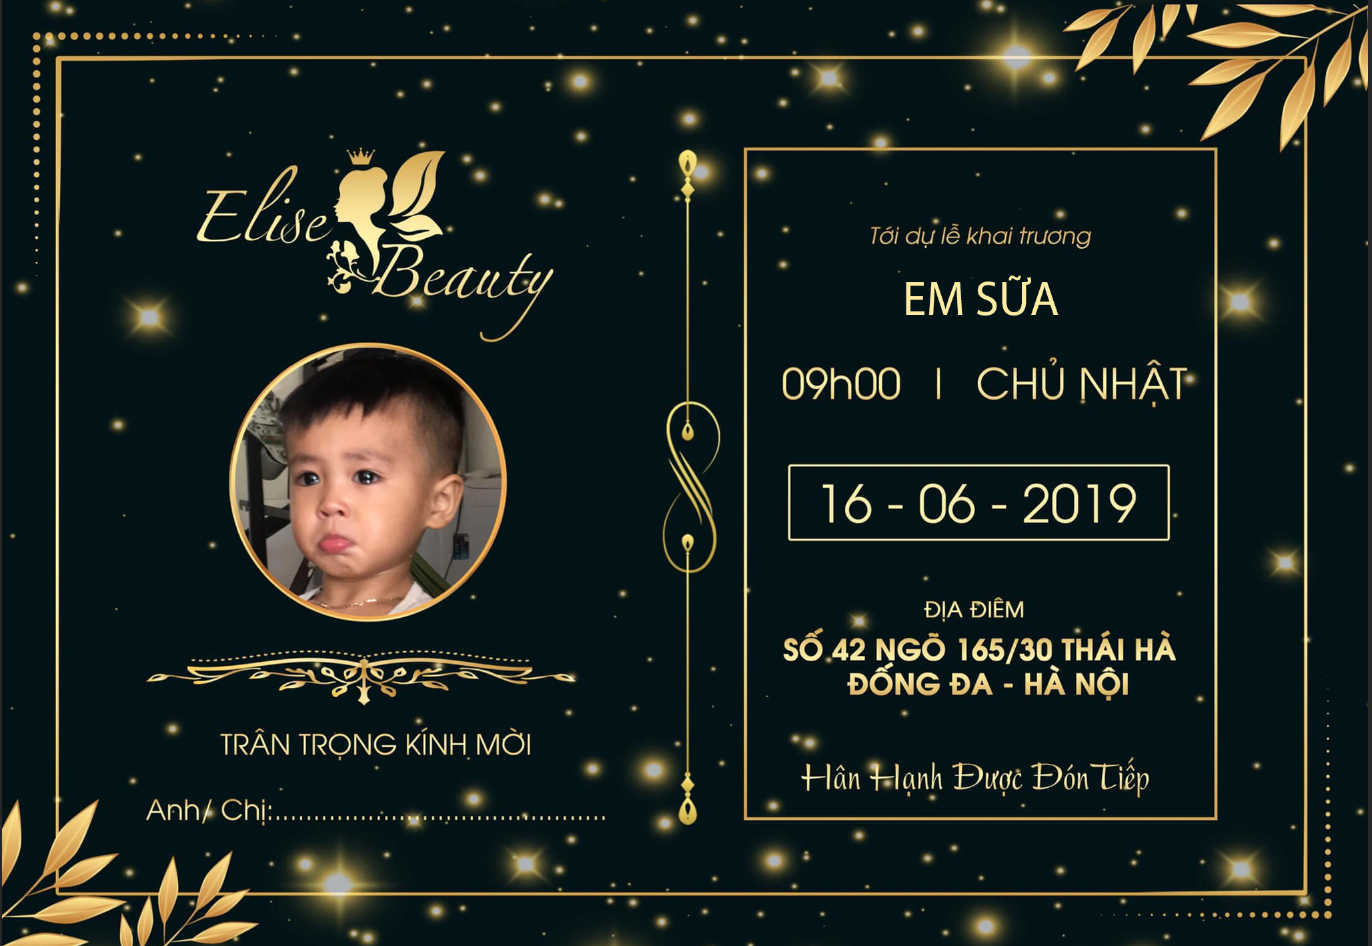 Elise
Beauty
TRÂN TRỌNG KÍNH MỜI
Anh/ Chị:............................................
Tới dự lễ khai trương
EM SỮA
09h00 | CHỦ NHẬT
16 - 06 - 2019
ĐỊA ĐIỂM
SỐ 42 NGÕ 165/30 THÁI HÀ
ĐỐNG ĐA - HÀ NỘI
Hân Hạnh Được Đón Tiếp